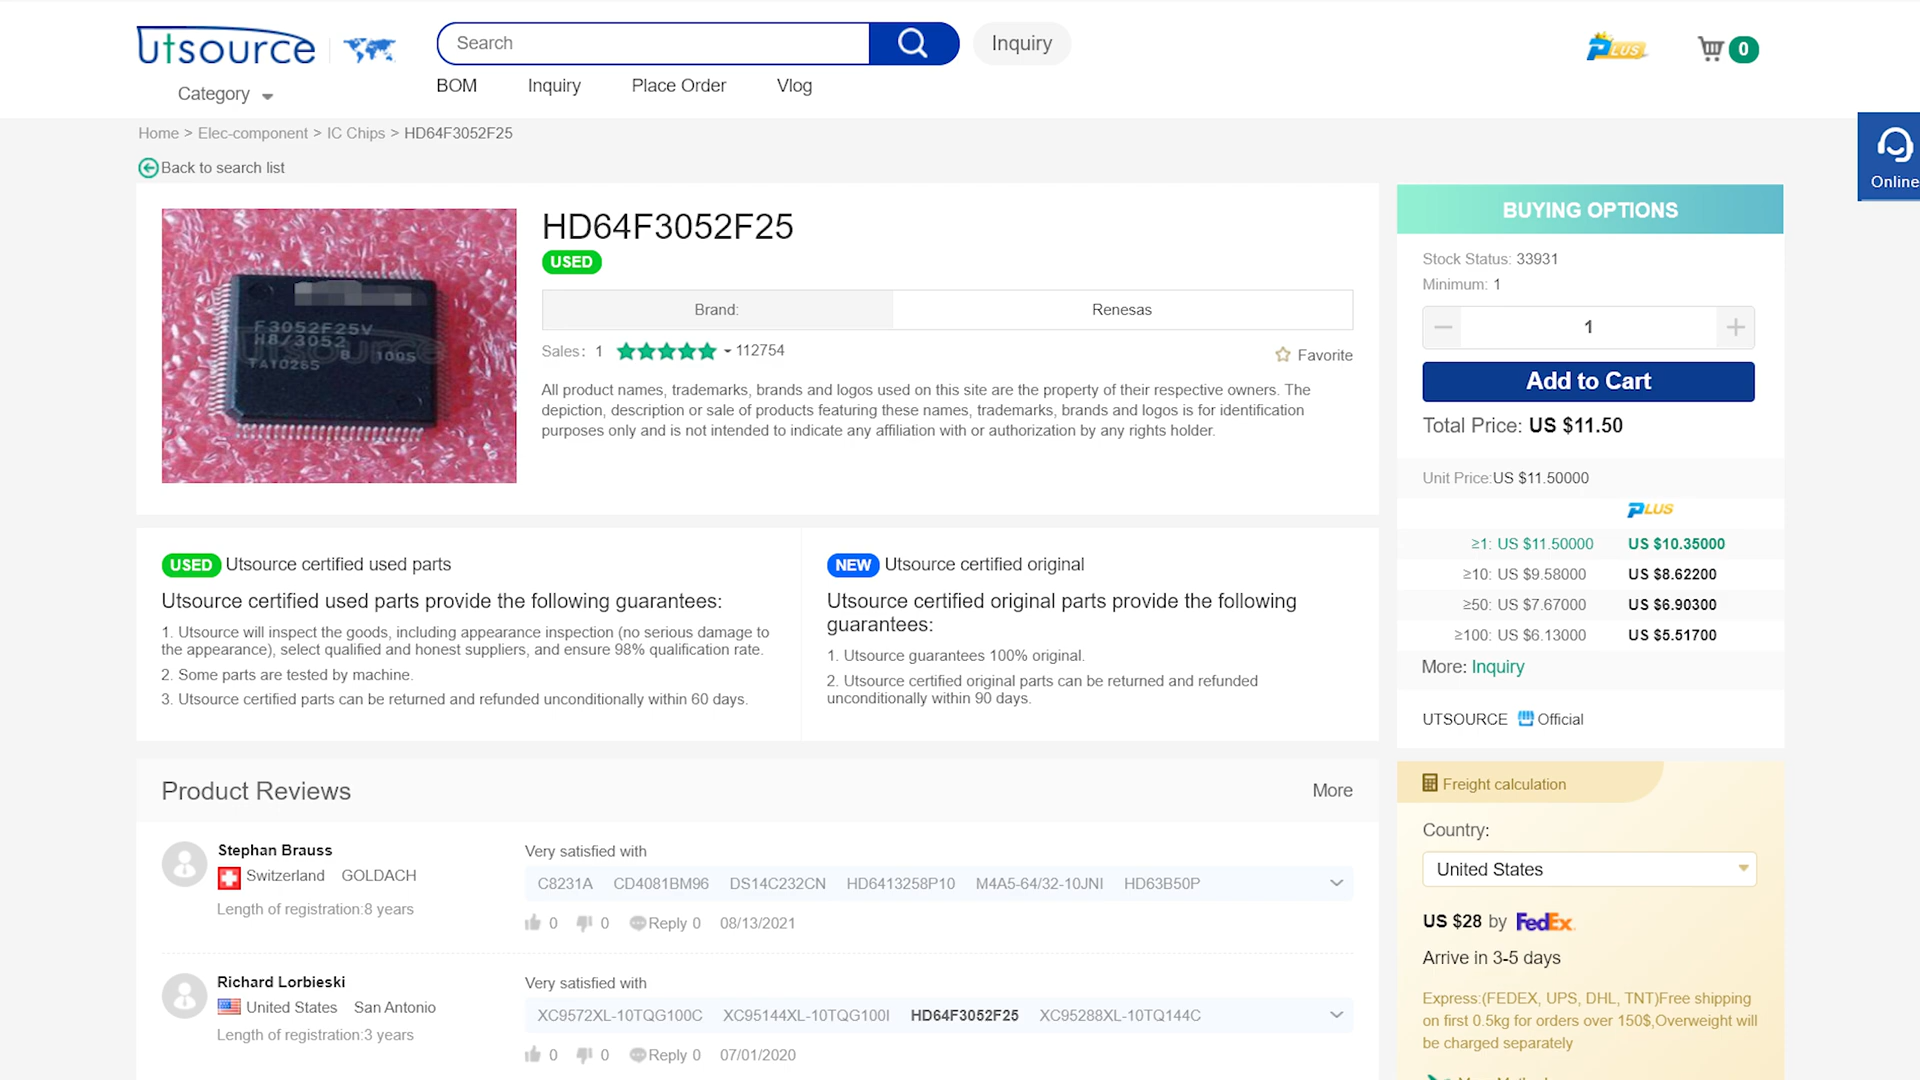 utsource
Search
Inquiry
PLUS
0
BOM Inquiry Place Order Vlog
Category
Home > Elec-component > IC Chips > HD64F3052F25
Online
Back to search list
HD64F3052F25
USED
Brand: Renesas
Sales: 1 112754
Favorite
All product names, trademarks, brands and logos used on this site are the property of their respective owners. The
depiction, description or sale of products featuring these names, trademarks, brands and logos is for identification
purposes only and is not intended to indicate any affiliation with or authorization by any rights holder.
F3052F25V
H8/3052
8 1005
TA10265
utsource
BUYING OPTIONS
Stock Status: 33931
Minimum: 1
− 1 +
Add to Cart
Total Price: US $11.50
Unit Price:US $11.50000
PLUS
≥1: US $11.50000 US $10.35000
≥10: US $9.58000 US $8.62200
≥50: US $7.67000 US $6.90300
≥100: US $6.13000 US $5.51700
More: Inquiry
UTSOURCE Official
USED Utsource certified used parts
Utsource certified used parts provide the following guarantees:
1. Utsource will inspect the goods, including appearance inspection (no serious damage to
the appearance), select qualified and honest suppliers, and ensure 98% qualification rate.
2. Some parts are tested by machine.
3. Utsource certified parts can be returned and refunded unconditionally within 60 days.
NEW Utsource certified original
Utsource certified original parts provide the following
guarantees:
1. Utsource guarantees 100% original.
2. Utsource certified original parts can be returned and refunded
unconditionally within 90 days.
Product Reviews
More
Stephan Brauss
Switzerland GOLDACH
Length of registration:8 years
Very satisfied with
C8231A CD4081BM96 DS14C232CN HD6413258P10 M4A5-64/32-10JNI HD63B50P
0 0 Reply 0 08/13/2021
Richard Lorbieski
United States San Antonio
Length of registration:3 years
Very satisfied with
XC9572XL-10TQG100C XC95144XL-10TQG100I HD64F3052F25 XC95288XL-10TQ144C
0 0 Reply 0 07/01/2020
Freight calculation
Country:
United States
US $28 by FedEx
Arrive in 3-5 days
Express:(FEDEX, UPS, DHL, TNT)Free shipping
on first 0.5kg for orders over 150$,Overweight will
be charged separately